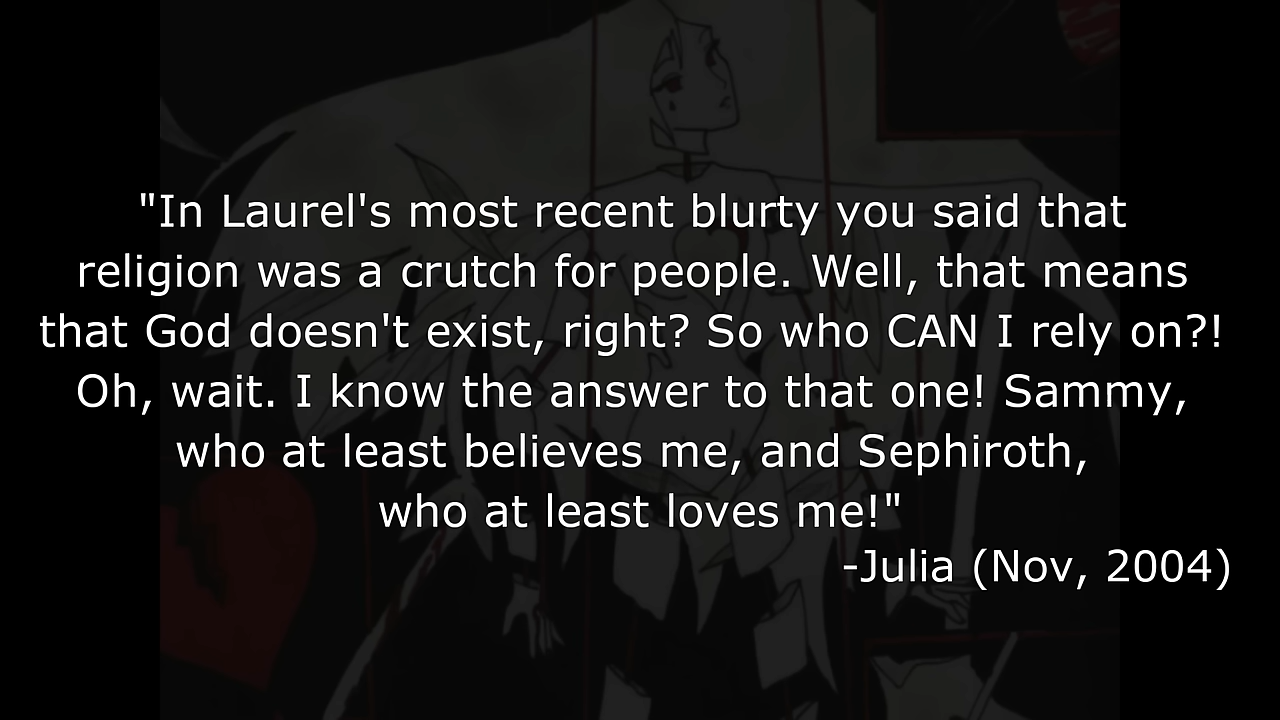 "In Laurel's most recent blurty you said that
religion was a crutch for people. Well, that means
that God doesn't exist, right? So who CAN I rely on?!
Oh, wait. I know the answer to that one! Sammy,
who at least believes me, and Sephiroth,
who at least loves me!"
-Julia (Nov, 2004)